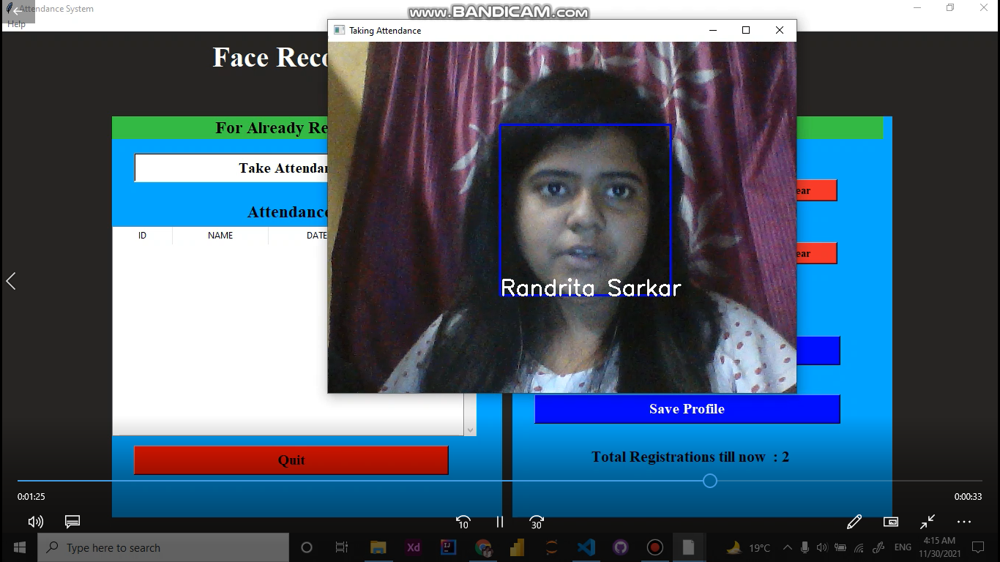 www.BANDICAM.com
Attendance System
Help
Taking Attendance
Face Reco
For Already Re
Take Attendan
Attendance
ID NAME DATE
ear
ear
Randrita Sarkar
Save Profile
Quit
Total Registrations till now : 2
0:01:25
0:00:33
10
30
Type here to search
Xd
IJ
19°C
ENG
4:15 AM
11/30/2021